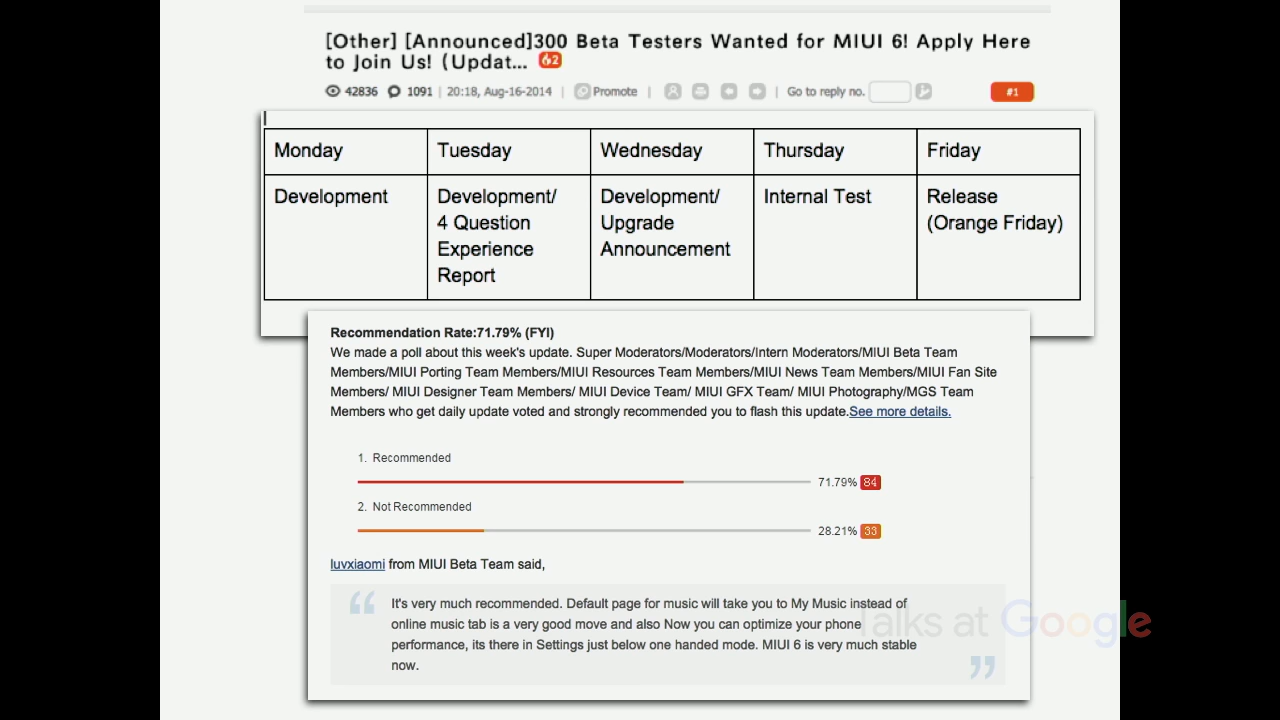 [Other] [Announced]300 Beta Testers Wanted for MIUI 6! Apply Here
to Join Us! (Updat... 2
42836 1091 | 20:18, Aug-16-2014 | Promote | | Go to reply no. #1
Monday Tuesday Wednesday Thursday Friday
Development Development/ Development/ Internal Test Release
4 Question Upgrade (Orange Friday)
Experience Announcement
Report
Recommendation Rate:71.79% (FYI)
We made a poll about this week's update. Super Moderators/Moderators/Intern Moderators/MIUI Beta Team
Members/MIUI Porting Team Members/MIUI Resources Team Members/MIUI News Team Members/MIUI Fan Site
Members/ MIUI Designer Team Members/ MIUI Device Team/ MIUI GFX Team/ MIUI Photography/MGS Team
Members who get daily update voted and strongly recommended you to flash this update.See more details.
1. Recommended
71.79% 84
2. Not Recommended
28.21% 33
luvxiaomi from MIUI Beta Team said,
“ It's very much recommended. Default page for music will take you to My Music instead of
online music tab is a very good move and also Now you can optimize your phone
performance, its there in Settings just below one handed mode. MIUI 6 is very much stable
now. ”
Talks at Google